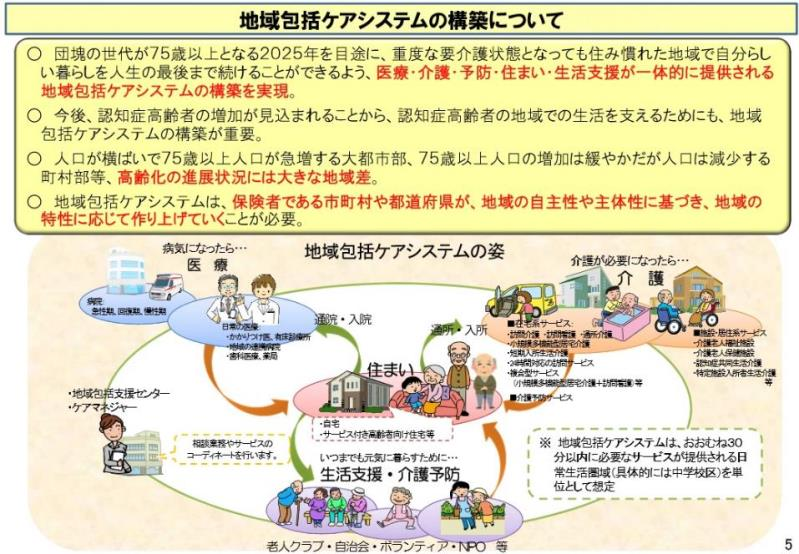 地域包括ケアシステムの構築について
○ 団塊の世代が75歳以上となる2025年を目途に、重度な要介護状態となっても住み慣れた地域で自分らし
い暮らしを人生の最後まで続けることができるよう、医療・介護・予防・住まい・生活支援が一体的に提供される
地域包括ケアシステムの構築を実現。
○ 今後、認知症高齢者の増加が見込まれることから、認知症高齢者の地域での生活を支えるためにも、地域
包括ケアシステムの構築が重要。
○ 人口が横ばいで75歳以上人口が急増する大都市部、75歳以上人口の増加は緩やかだが人口は減少する
町村部等、高齢化の進展状況には大きな地域差。
○ 地域包括ケアシステムは、保険者である市町村や都道府県が、地域の自主性や主体性に基づき、地域の
特性に応じて作り上げていくことが必要。
地域包括ケアシステムの姿
病気になったら…
医 療
病院:
急性期、回復期、慢性期
日常の医療:
・かかりつけ医、有床診療所
・地域の連携病院
・歯科医療、薬局
通院・入院
介護が必要になったら…
介 護
通所・入所
■在宅系サービス:
・訪問介護 ・訪問看護 ・通所介護
・小規模多機能型居宅介護
・短期入所生活介護
・24時間対応の訪問サービス
・複合型サービス
(小規模多機能型居宅介護+訪問看護)等
■介護予防サービス
■施設・居住系サービス
・介護老人福祉施設
・介護老人保健施設
・認知症共同生活介護
・特定施設入所者生活介護
等
住まい
・自宅
・サービス付き高齢者向け住宅等
・地域包括支援センター
・ケアマネジャー
相談業務やサービスの
コーディネートを行います。
いつまでも元気に暮らすために…
生活支援・介護予防
老人クラブ・自治会・ボランティア・NPO 等
※ 地域包括ケアシステムは、おおむね30
分以内に必要なサービスが提供される日
常生活圏域(具体的には中学校区)を単
位として想定
5